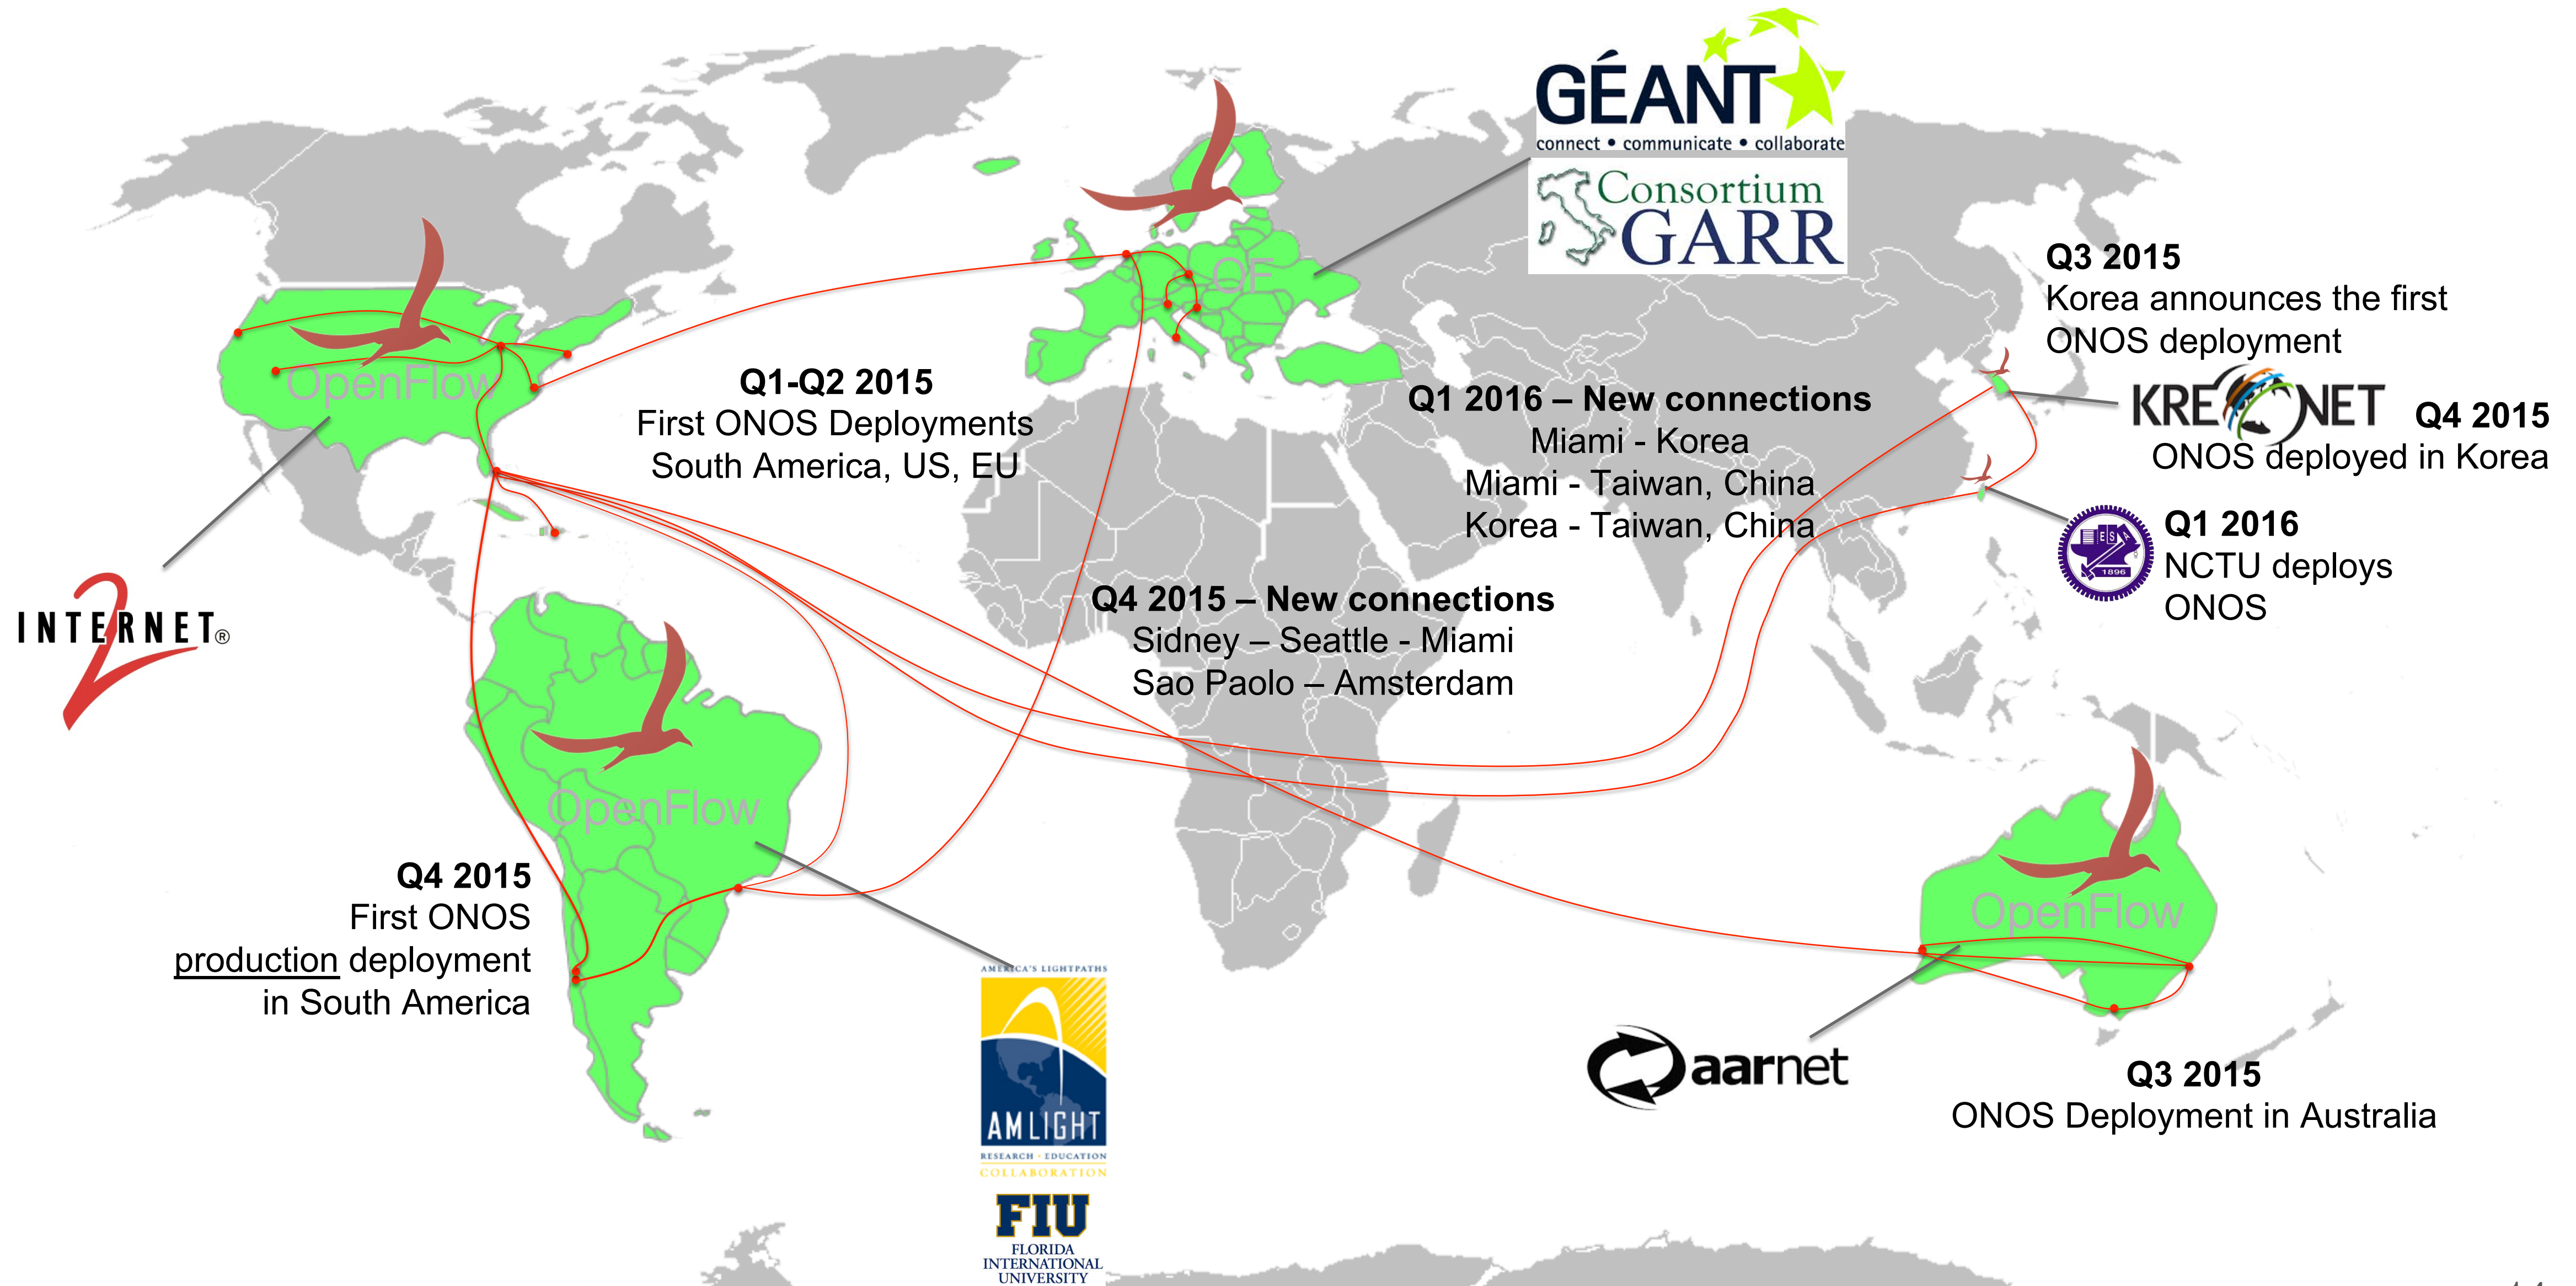 GÉANT
connect • communicate • collaborate
Consortium
GARR
OF
OpenFlow
INTERNET®
2
Q1-Q2 2015
First ONOS Deployments
South America, US, EU
Q1 2016 – New connections
Miami - Korea
Miami - Taiwan, China
Korea - Taiwan, China
Q3 2015
Korea announces the first
ONOS deployment
KREONET
Q4 2015
ONOS deployed in Korea
ES
1896
Q1 2016
NCTU deploys
ONOS
Q4 2015 – New connections
Sidney – Seattle - Miami
Sao Paolo – Amsterdam
OpenFlow
Q4 2015
First ONOS
production deployment
in South America
AMERICA'S LIGHTPATHS
AMLIGHT
RESEARCH · EDUCATION
COLLABORATION
FIU
FLORIDA
INTERNATIONAL
UNIVERSITY
OpenFlow
aarnet
Q3 2015
ONOS Deployment in Australia